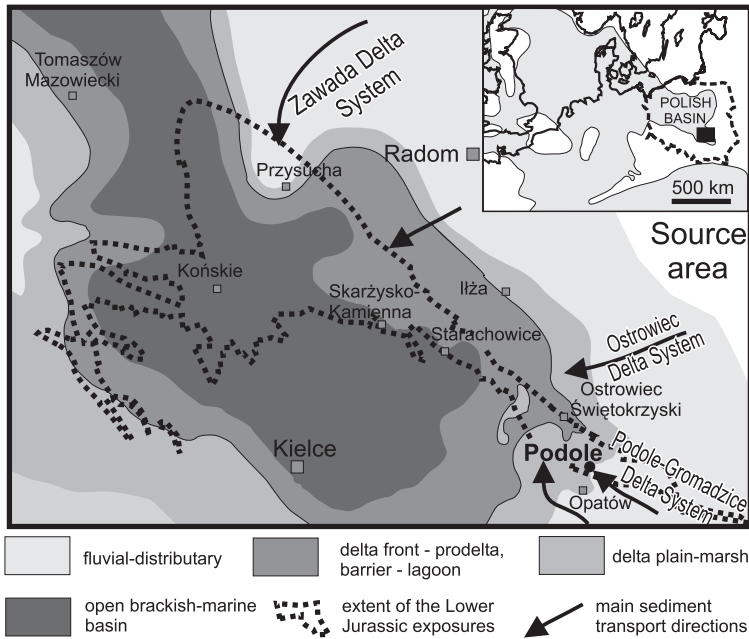 Tomaszów
Mazowiecki
Zawada Delta
System
POLISH
BASIN
500 km
Radom
Przysucha
Source
area
Końskie
Skarżysko-
Kamienna
Iłża
Starachowice
Ostrowiec
Delta System
Ostrowiec
Świętokrzyski
Kielce
Podole
Podole-Gromadzice
Delta System
Opatów
fluvial-distributary
delta front - prodelta,
barrier - lagoon
delta plain-marsh
open brackish-marine
basin
extent of the Lower
Jurassic exposures
main sediment
transport directions